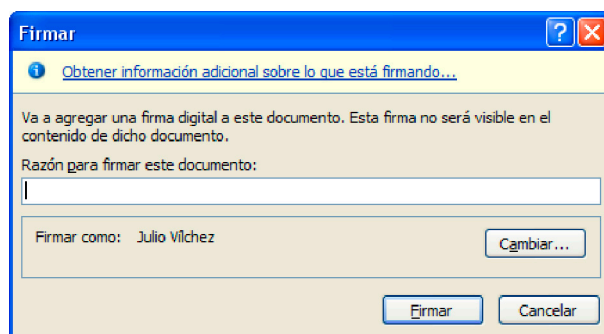 Firmar
Obtener información adicional sobre lo que está firmando...
Va a agregar una firma digital a este documento. Esta firma no será visible en el
contenido de dicho documento.
Razón para firmar este documento:
Firmar como: Julio Vílchez
Cambiar...
Firmar Cancelar